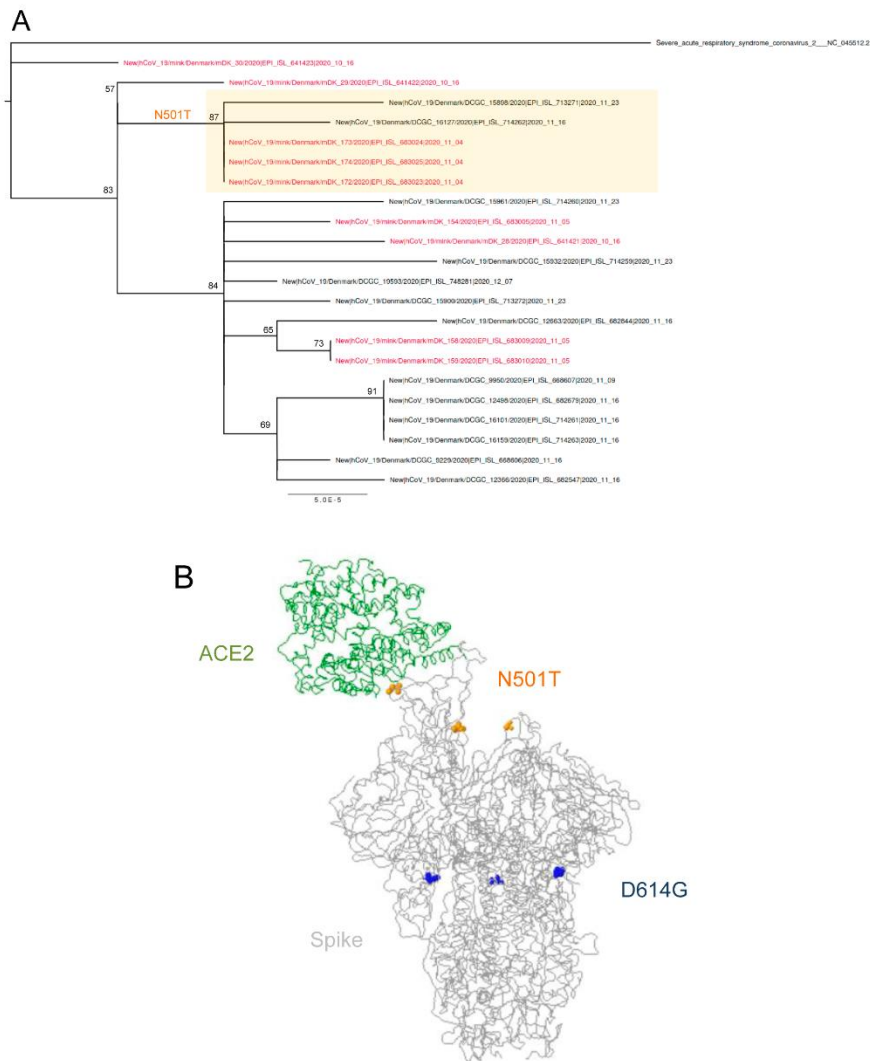 A
Severe_acute_respiratory_syndrome_coronavirus_2___NC_045512.2
New|hCoV_19/mink/Denmark/mDK_30/2020|EPI_ISL_641423|2020_10_16
57
New|hCoV_19/mink/Denmark/mDK_29/2020|EPI_ISL_641422|2020_10_16
N501T
87
New|hCoV_19/Denmark/DCGC_15898/2020|EPI_ISL_713271|2020_11_23
New|hCoV_19/Denmark/DCGC_16127/2020|EPI_ISL_714262|2020_11_16
New|hCoV_19/mink/Denmark/mDK_173/2020|EPI_ISL_683024|2020_11_04
New|hCoV_19/mink/Denmark/mDK_174/2020|EPI_ISL_683025|2020_11_04
New|hCoV_19/mink/Denmark/mDK_172/2020|EPI_ISL_683023|2020_11_04
83
New|hCoV_19/Denmark/DCGC_15961/2020|EPI_ISL_714260|2020_11_23
New|hCoV_19/mink/Denmark/mDK_154/2020|EPI_ISL_683005|2020_11_05
New|hCoV_19/mink/Denmark/mDK_28/2020|EPI_ISL_641421|2020_10_16
New|hCoV_19/Denmark/DCGC_15932/2020|EPI_ISL_714259|2020_11_23
84
New|hCoV_19/Denmark/DCGC_19593/2020|EPI_ISL_748281|2020_12_07
New|hCoV_19/Denmark/DCGC_15900/2020|EPI_ISL_713272|2020_11_23
65
New|hCoV_19/Denmark/DCGC_12663/2020|EPI_ISL_682844|2020_11_16
73
New|hCoV_19/mink/Denmark/mDK_158/2020|EPI_ISL_683009|2020_11_05
New|hCoV_19/mink/Denmark/mDK_159/2020|EPI_ISL_683010|2020_11_05
91
New|hCoV_19/Denmark/DCGC_9950/2020|EPI_ISL_668607|2020_11_09
New|hCoV_19/Denmark/DCGC_12498/2020|EPI_ISL_682679|2020_11_16
New|hCoV_19/Denmark/DCGC_16101/2020|EPI_ISL_714261|2020_11_16
69
New|hCoV_19/Denmark/DCGC_16159/2020|EPI_ISL_714263|2020_11_16
New|hCoV_19/Denmark/DCGC_8229/2020|EPI_ISL_668606|2020_11_16
New|hCoV_19/Denmark/DCGC_12366/2020|EPI_ISL_682547|2020_11_16
5.0E-5
B
ACE2
N501T
D614G
Spike